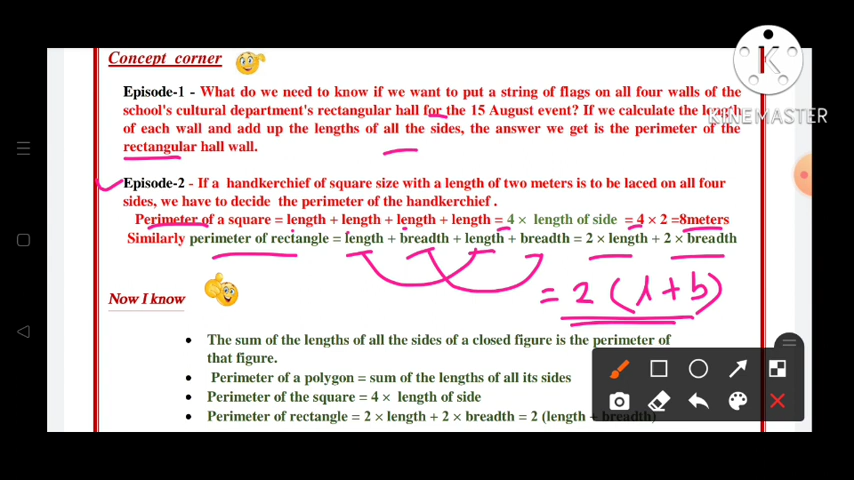 Concept corner
K
KINEMASTER
Episode-1 - What do we need to know if we want to put a string of flags on all four walls of the
school's cultural department's rectangular hall for the 15 August event? If we calculate the length
of each wall and add up the lengths of all the sides, the answer we get is the perimeter of the
rectangular hall wall.
Episode-2 - If a handkerchief of square size with a length of two meters is to be laced on all four
sides, we have to decide the perimeter of the handkerchief .
Perimeter of a square = length + length + length + length = 4 × length of side = 4 × 2 =8meters
Similarly perimeter of rectangle = length + breadth + length + breadth = 2 × length + 2 × breadth
= 2 (l+b)
Now I know
• The sum of the lengths of all the sides of a closed figure is the perimeter of
that figure.
• Perimeter of a polygon = sum of the lengths of all its sides
• Perimeter of the square = 4 × length of side
• Perimeter of rectangle = 2 × length + 2 × breadth = 2 (length + breadth)